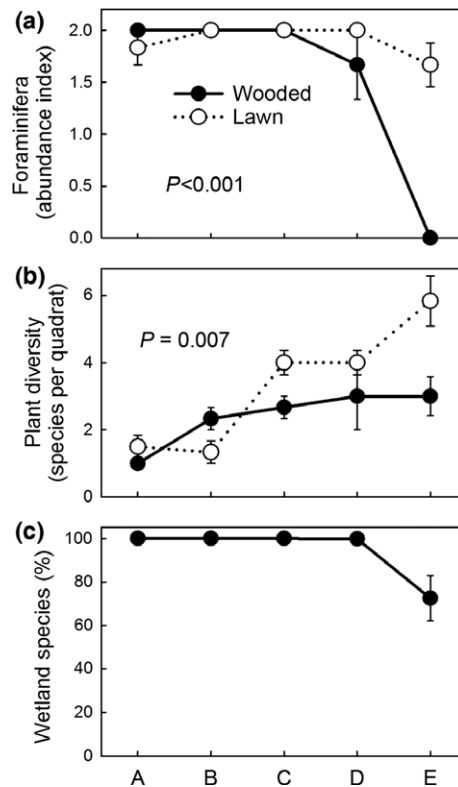 (a)
Foraminifera
(abundance index)
2.0
1.5
2.0
0.5
0.0
Wooded
Lawn
P<0.001
(b)
Plant diversity
(species per quadrat)
6
4
2
0
P = 0.007
(c)
Wetland species (%)
100
80
60
40
20
0
A B C D E